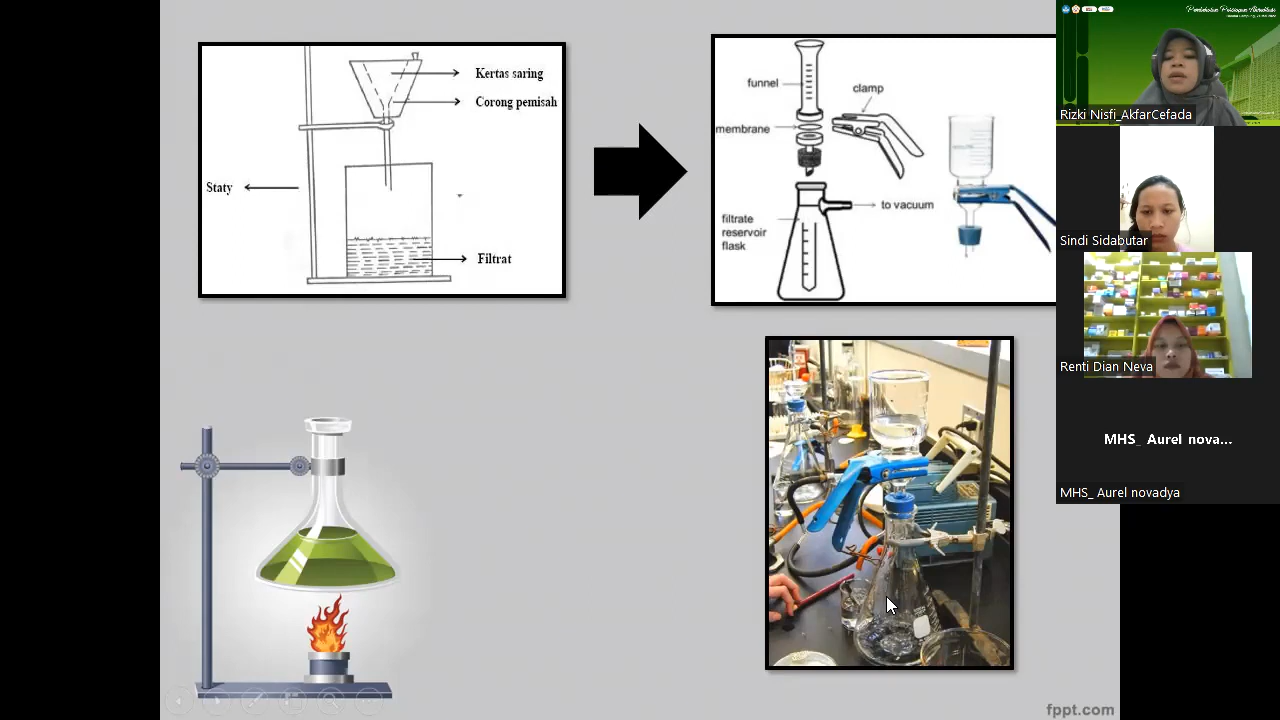 Kertas saring
Corong pemisah
Staty
Filtrat
funnel
clamp
membrane
to vacuum
filtrate
reservoir
flask
fppt.com
Rizki Nisfi_AkfarCefada
Sindi Sidabutar
Renti Dian Neva
MHS_ Aurel nova...
MHS_ Aurel novadya